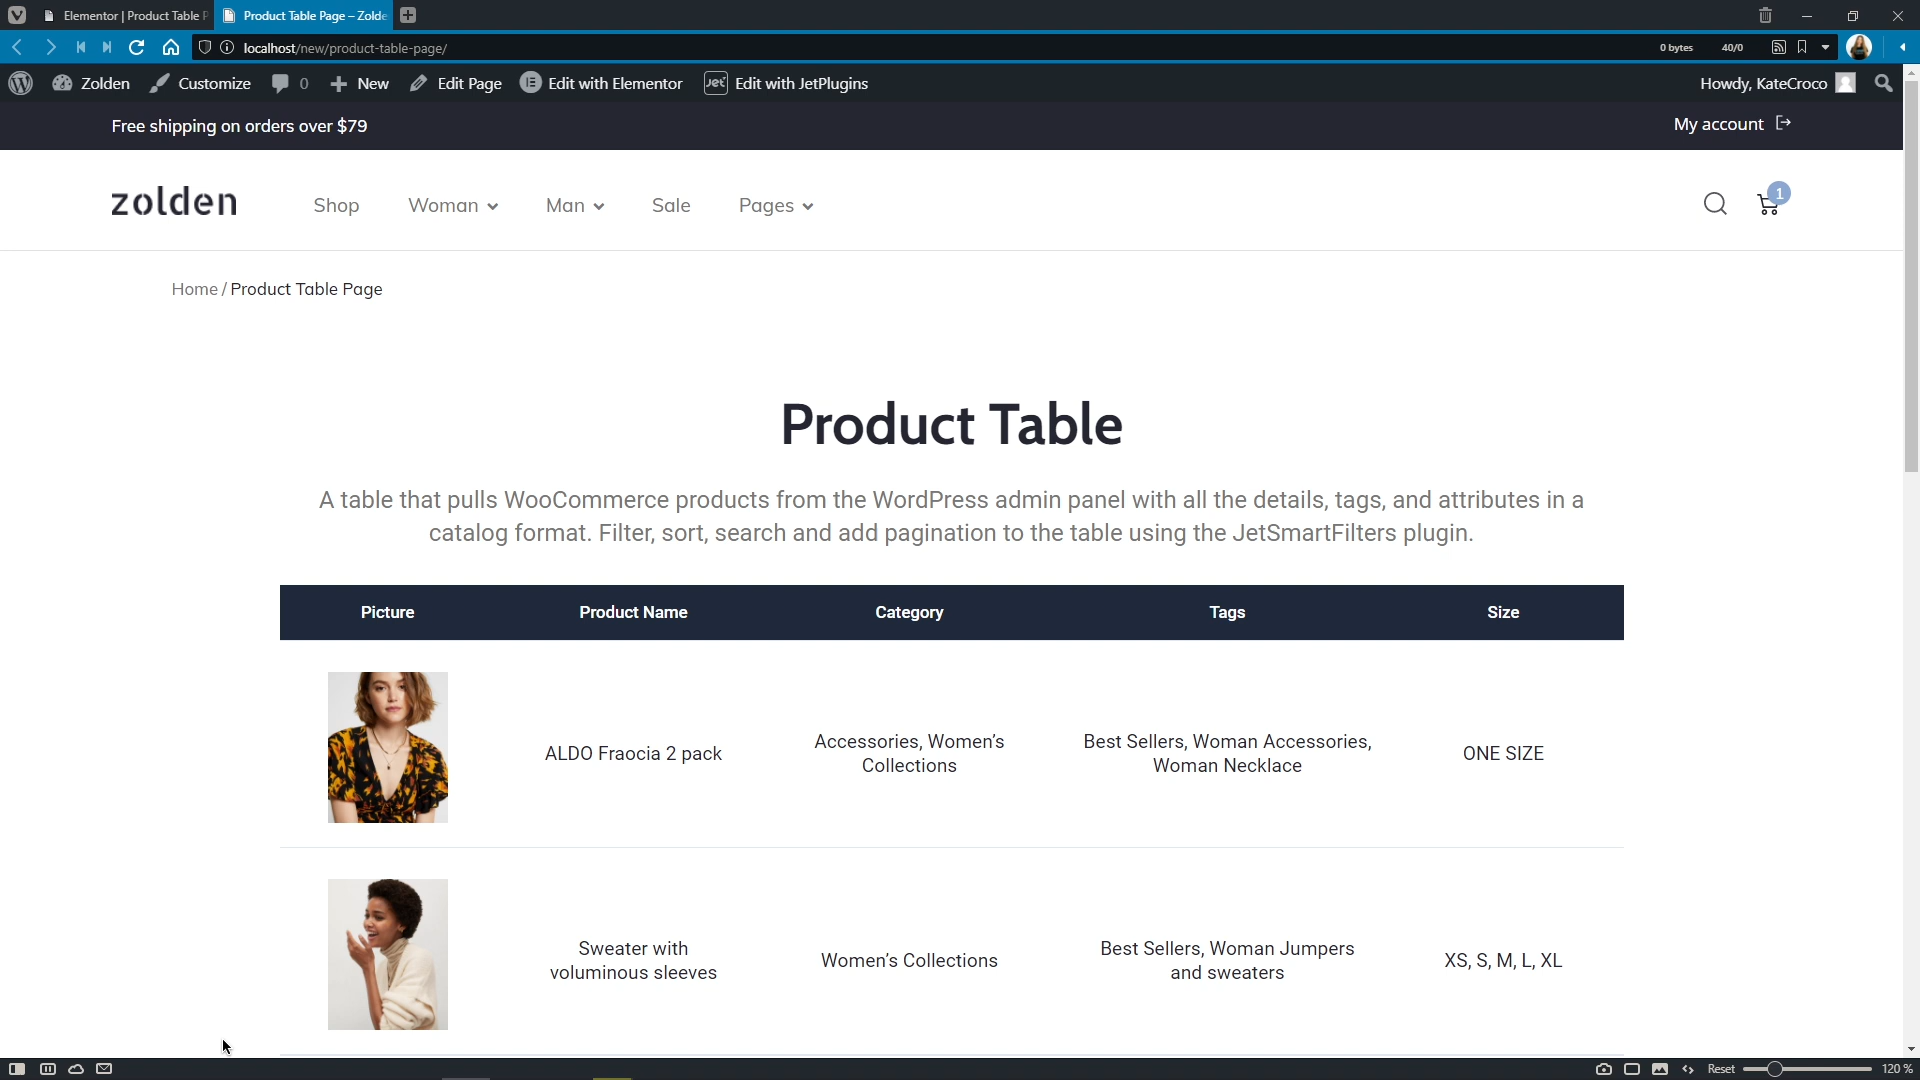 Elementor | Product Table P
Product Table Page – Zolde
localhost/new/product-table-page/
0 bytes
40/0
Zolden
Customize
0
New
Edit Page
Edit with Elementor
Jet
Edit with JetPlugins
Howdy, KateCroco
Free shipping on orders over $79
My account
zolden
Shop
Woman
Man
Sale
Pages
1
Home / Product Table Page
Product Table
A table that pulls WooCommerce products from the WordPress admin panel with all the details, tags, and attributes in a
catalog format. Filter, sort, search and add pagination to the table using the JetSmartFilters plugin.
Picture
Product Name
Category
Tags
Size
ALDO Fraocia 2 pack
Accessories, Women's
Collections
Best Sellers, Woman Accessories,
Woman Necklace
ONE SIZE
Sweater with
voluminous sleeves
Women's Collections
Best Sellers, Woman Jumpers
and sweaters
XS, S, M, L, XL
Reset
120 %